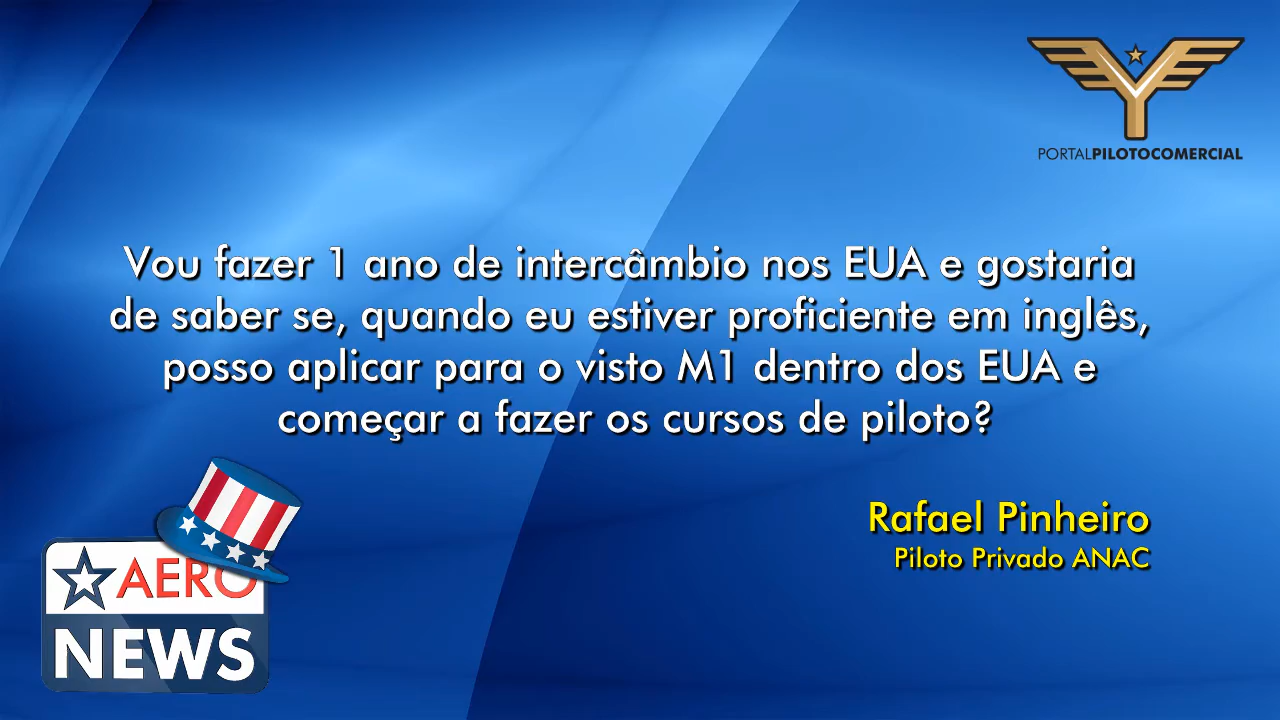 PORTALPILOTOCOMERCIAL
Vou fazer 1 ano de intercâmbio nos EUA e gostaria
de saber se, quando eu estiver proficiente em inglês,
posso aplicar para o visto M1 dentro dos EUA e
começar a fazer os cursos de piloto?
Rafael Pinheiro
Piloto Privado ANAC
AERO
NEWS